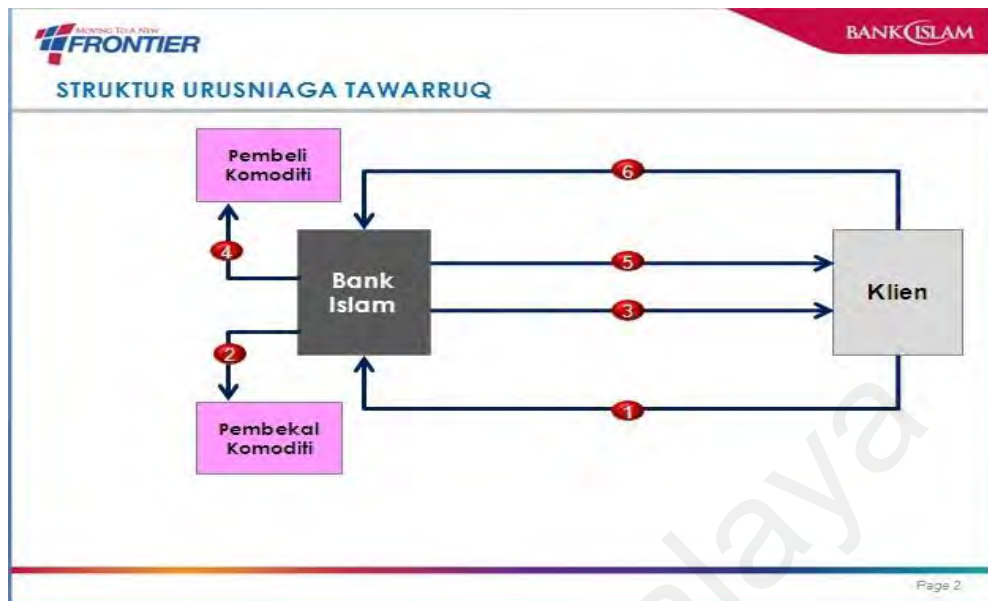 MOVING TO A NEW
FRONTIER
BANK ISLAM
STRUKTUR URUSNIAGA TAWARRUQ
Pembeli
Komoditi
6
4
5
Bank
Islam
Klien
3
2
1
Pembekal
Komoditi
alaya
Page 2